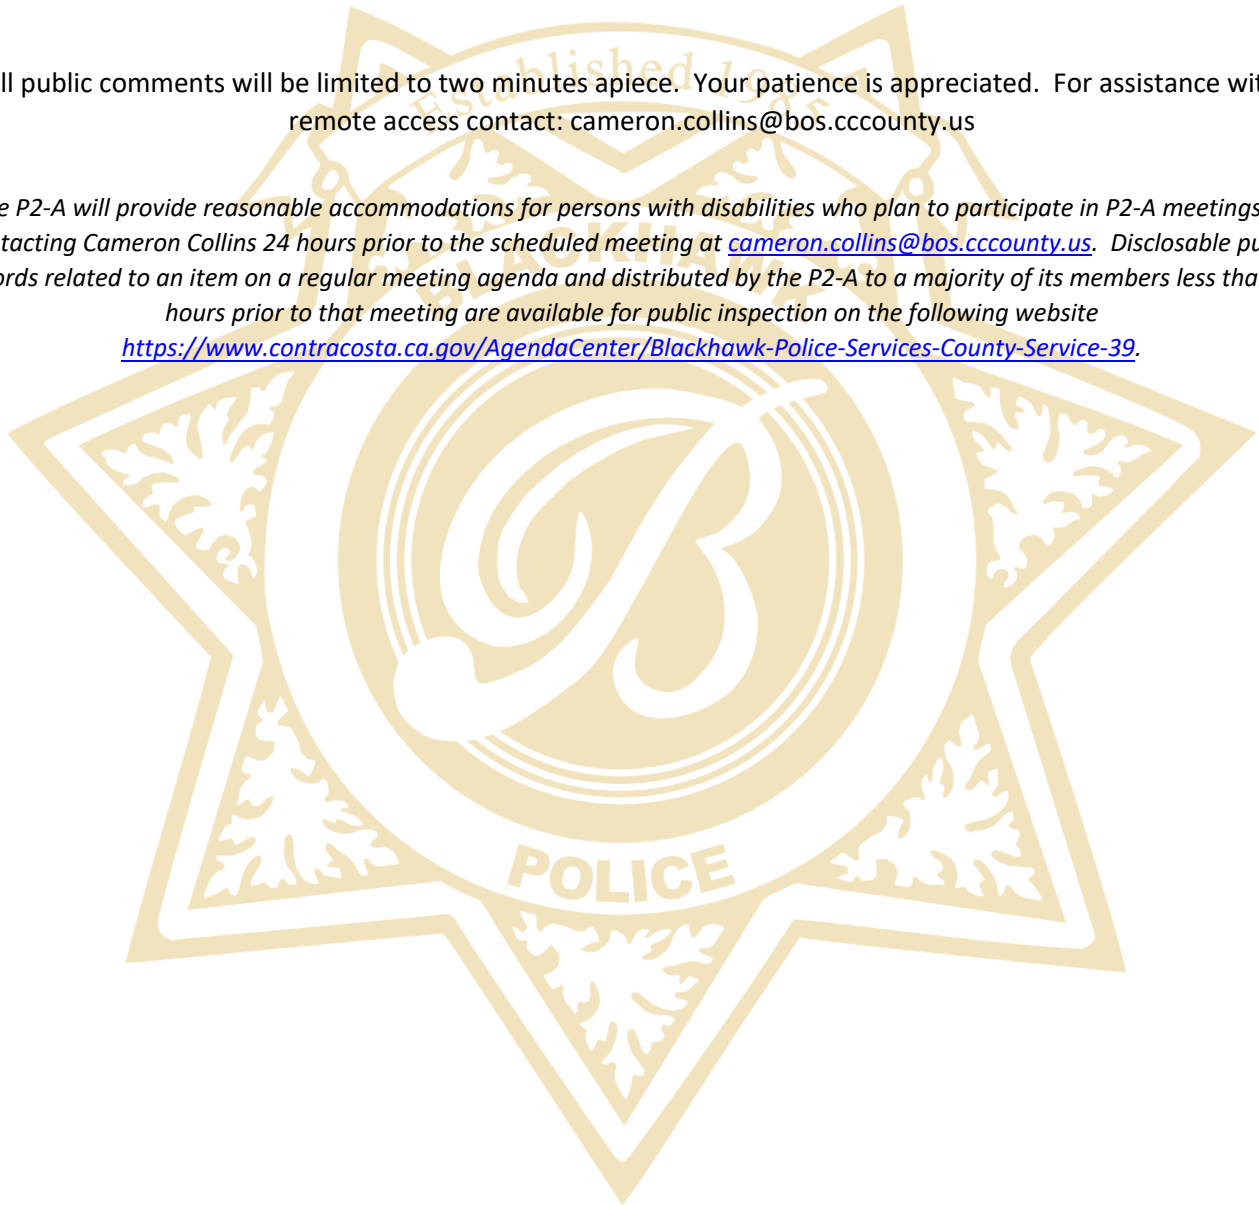 ll public comments will be limited to two minutes apiece. Your patience is appreciated. For assistance wit
remote access contact: cameron.collins@bos.cccounty.us
e P2-A will provide reasonable accommodations for persons with disabilities who plan to participate in P2-A meetings
tacting Cameron Collins 24 hours prior to the scheduled meeting at cameron.collins@bos.cccounty.us. Disclosable pu
ords related to an item on a regular meeting agenda and distributed by the P2-A to a majority of its members less tha
hours prior to that meeting are available for public inspection on the following website
https://www.contracosta.ca.gov/AgendaCenter/Blackhawk-Police-Services-County-Service-39.
Established 1985
BLACKHAWK
B
POLICE